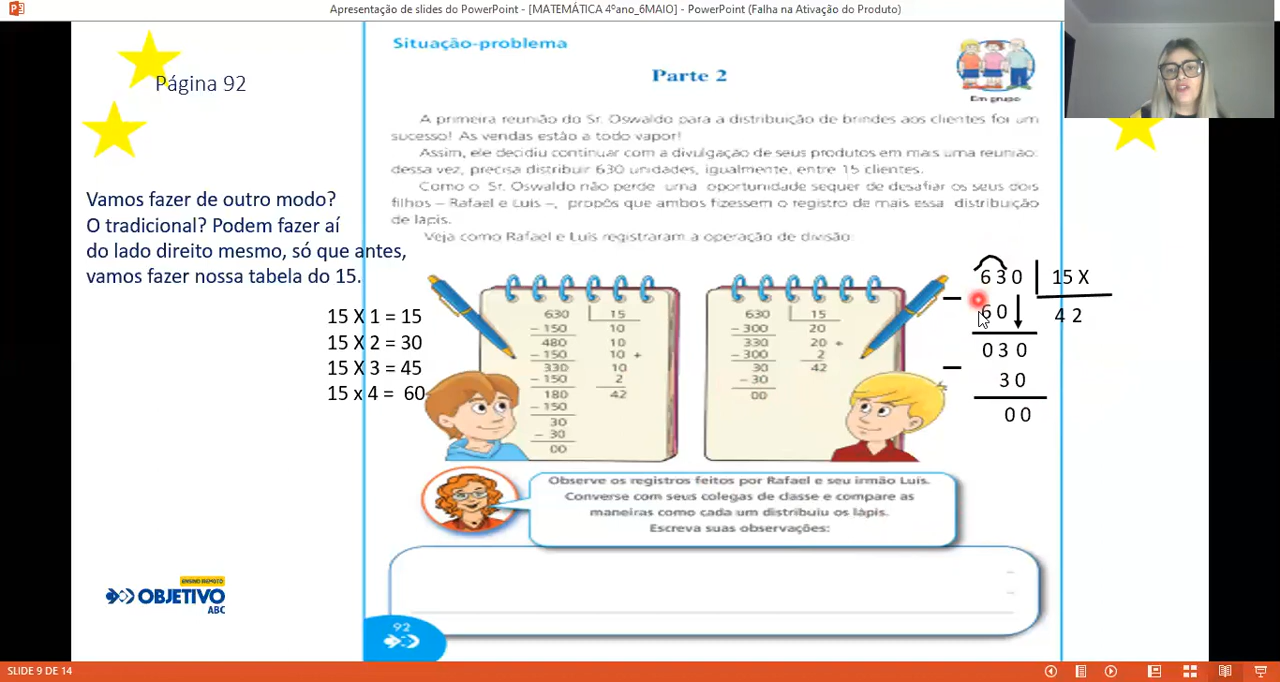 Apresentação de slides do PowerPoint - [MATEMÁTICA 4ºano_6MAIO] - PowerPoint (Falha na Ativação do Produto)
Página 92
Vamos fazer de outro modo?
O tradicional? Podem fazer aí
do lado direito mesmo, só que antes,
vamos fazer nossa tabela do 15.
15 X 1 = 15
15 X 2 = 30
15 X 3 = 45
15 x 4 = 60
Situação-problema
Parte 2
Em grupo
A primeira reunião do Sr. Oswaldo para a distribuição de brindes aos clientes foi um
sucesso! As vendas estão a todo vapor!
Assim, ele decidiu continuar com a divulgação de seus produtos em mais uma reunião:
dessa vez, precisa distribuir 630 unidades, igualmente, entre 15 clientes.
Como o Sr. Oswaldo não perde uma oportunidade sequer de desafiar os seus dois
filhos – Rafael e Luís –, propôs que ambos fizessem o registro de mais essa distribuição
de lápis.
Veja como Rafael e Luís registraram a operação de divisão:
630 15
– 150 10
480 10
– 150 10 +
330 10
– 150 2
180 42
– 150
30
– 30
00
630 15
– 300 20
330 20 +
– 300 2
30 42
– 30
00
630 15 X
– 60 42
030
– 30
00
Observe os registros feitos por Rafael e seu irmão Luís.
Converse com seus colegas de classe e compare as
maneiras como cada um distribuiu os lápis.
Escreva suas observações:
92
ENSINO REMOTO
OBJETIVO
ABC
SLIDE 9 DE 14